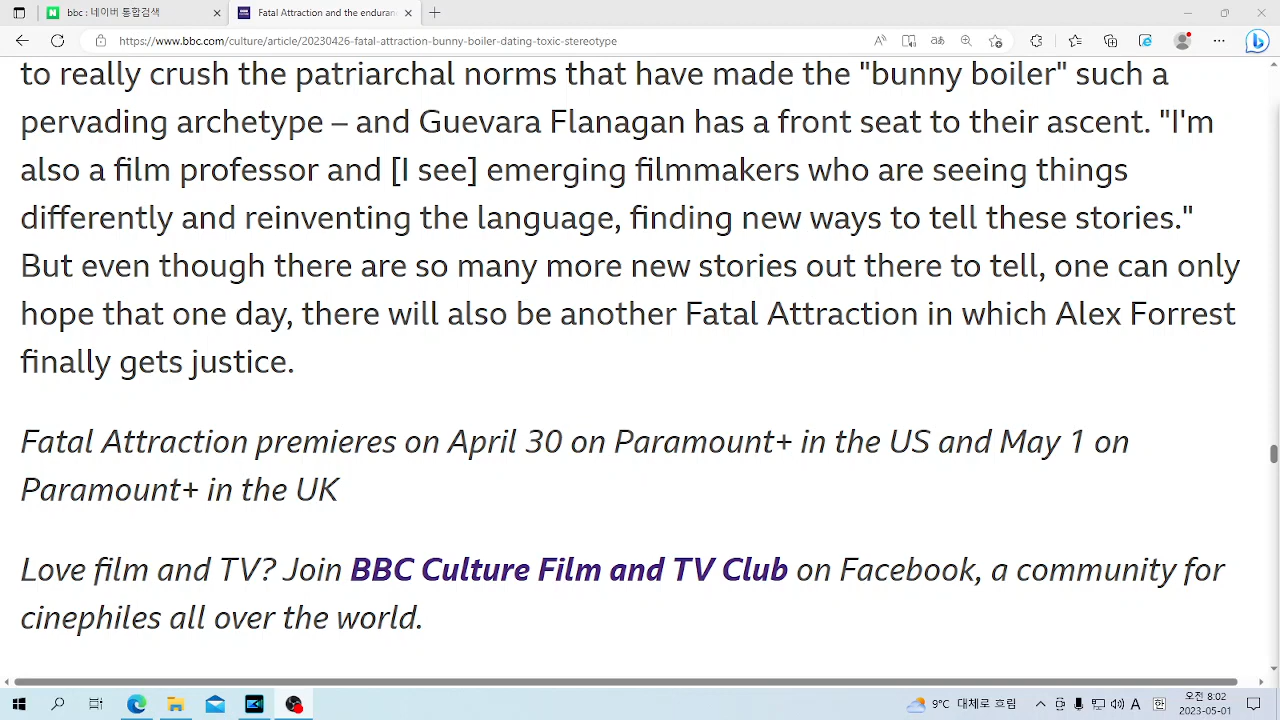 bbc : 네이버 통합검색
Fatal Attraction and the enduran
https://www.bbc.com/culture/article/20230426-fatal-attraction-bunny-boiler-dating-toxic-stereotype
to really crush the patriarchal norms that have made the "bunny boiler" such a
pervading archetype – and Guevara Flanagan has a front seat to their ascent. "I'm
also a film professor and [I see] emerging filmmakers who are seeing things
differently and reinventing the language, finding new ways to tell these stories."
But even though there are so many more new stories out there to tell, one can only
hope that one day, there will also be another Fatal Attraction in which Alex Forrest
finally gets justice.
Fatal Attraction premieres on April 30 on Paramount+ in the US and May 1 on
Paramount+ in the UK
Love film and TV? Join BBC Culture Film and TV Club on Facebook, a community for
cinephiles all over the world.
9°C 대체로 흐림
A
오전 8:02
2023-05-01